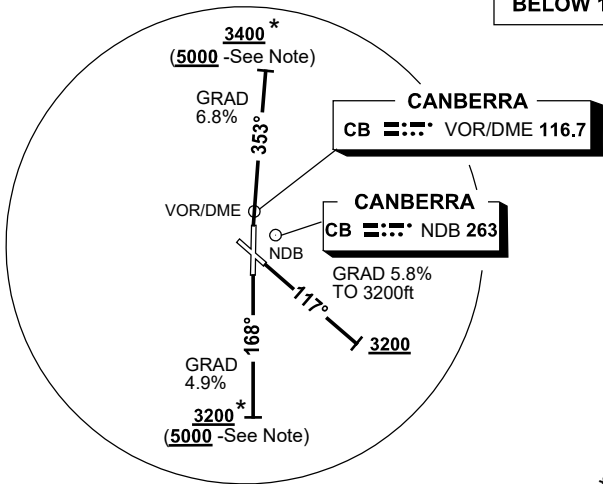 BELOW 1
3400 *
(5000 -See Note)
GRAD
6.8%
353°
CANBERRA
CB VOR/DME 116.7
VOR/DME
CANBERRA
CB NDB 263
NDB
GRAD 5.8%
TO 3200ft
117°
3200
168°
GRAD
4.9%
3200 *
(5000 -See Note)
*